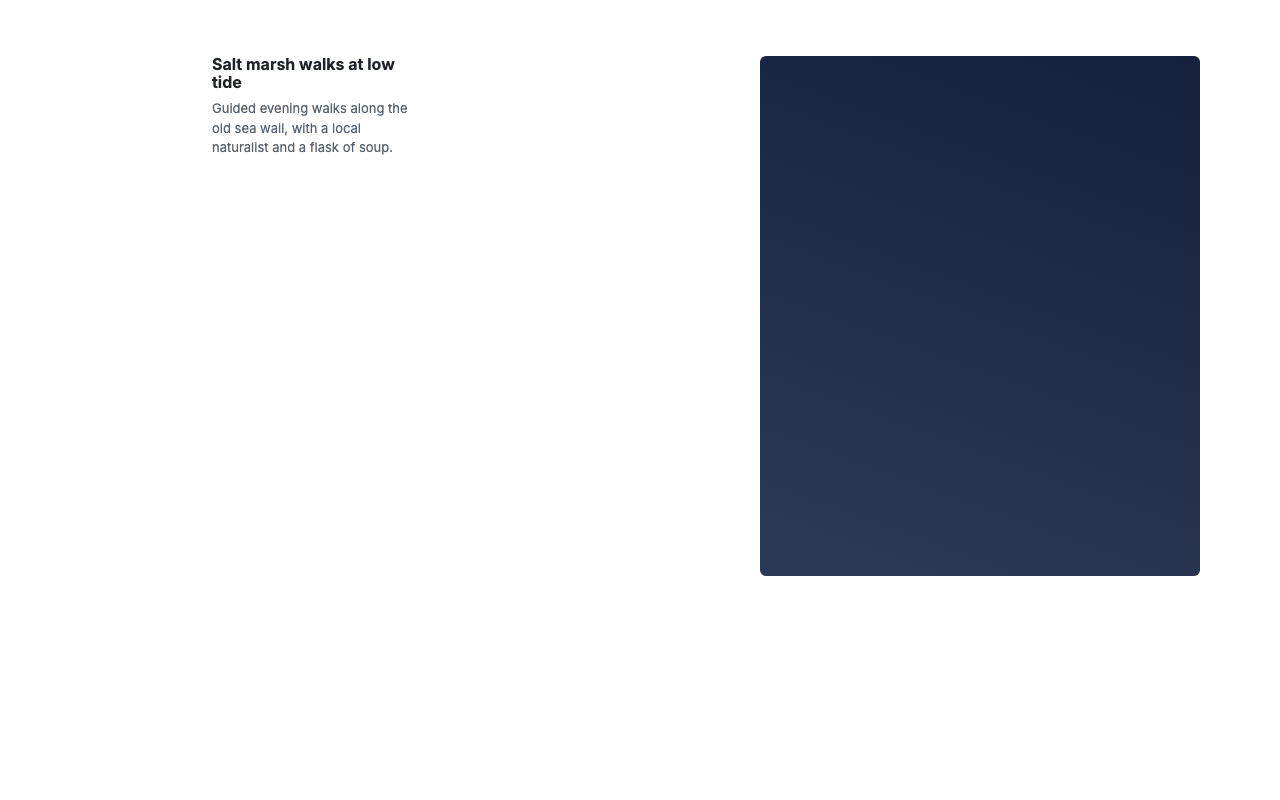 Salt marsh walks at low
tide
Guided evening walks along the
old sea wall, with a local
naturalist and a flask of soup.